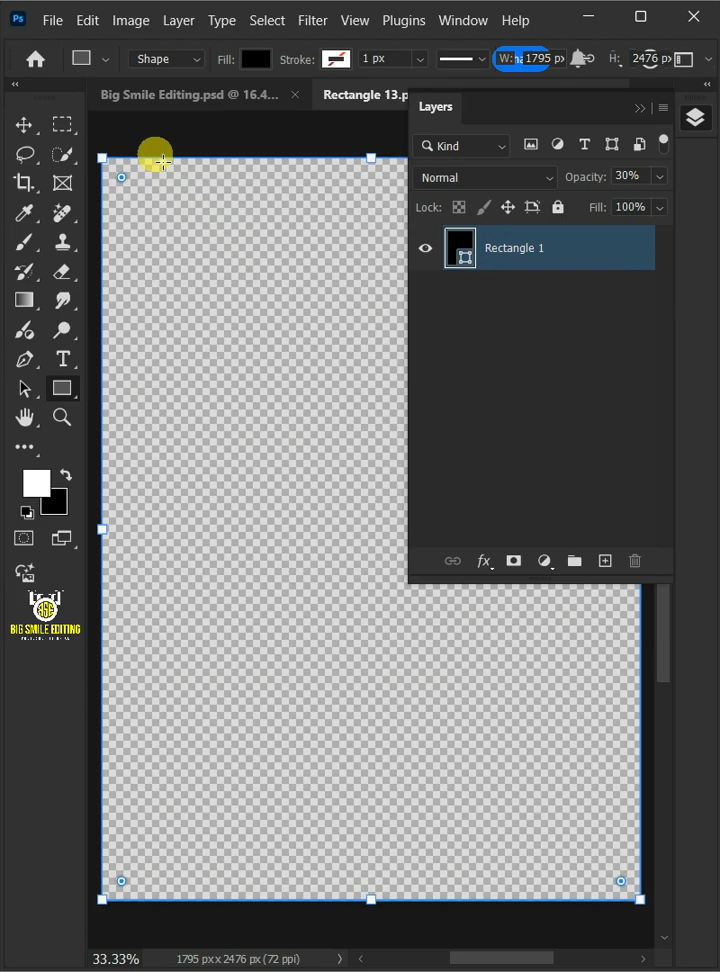 Ps File Edit Image Layer Type Select Filter View Plugins Window Help
Shape Fill: Stroke: 1 px W: 1795 px H: 2476 px
Big Smile Editing.psd @ 16.4... × Rectangle 13.p
Layers
Kind
Normal Opacity: 30%
Lock: Fill: 100%
Rectangle 1
fx
BIG SMILE EDITING
33.33% 1795 px x 2476 px (72 ppi)